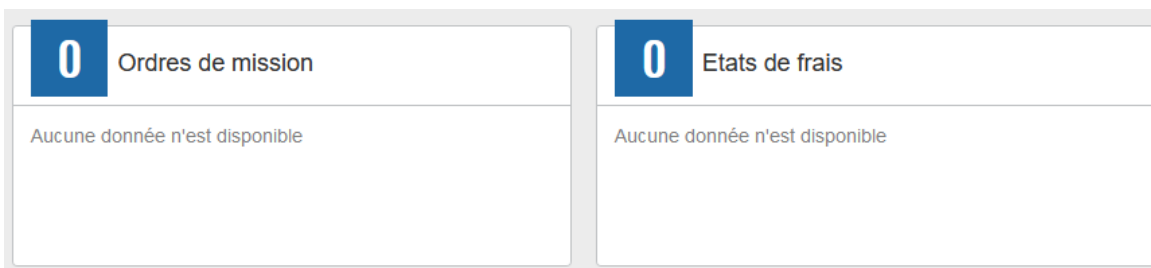 0 Ordres de mission
Aucune donnée n'est disponible
0 Etats de frais
Aucune donnée n'est disponible